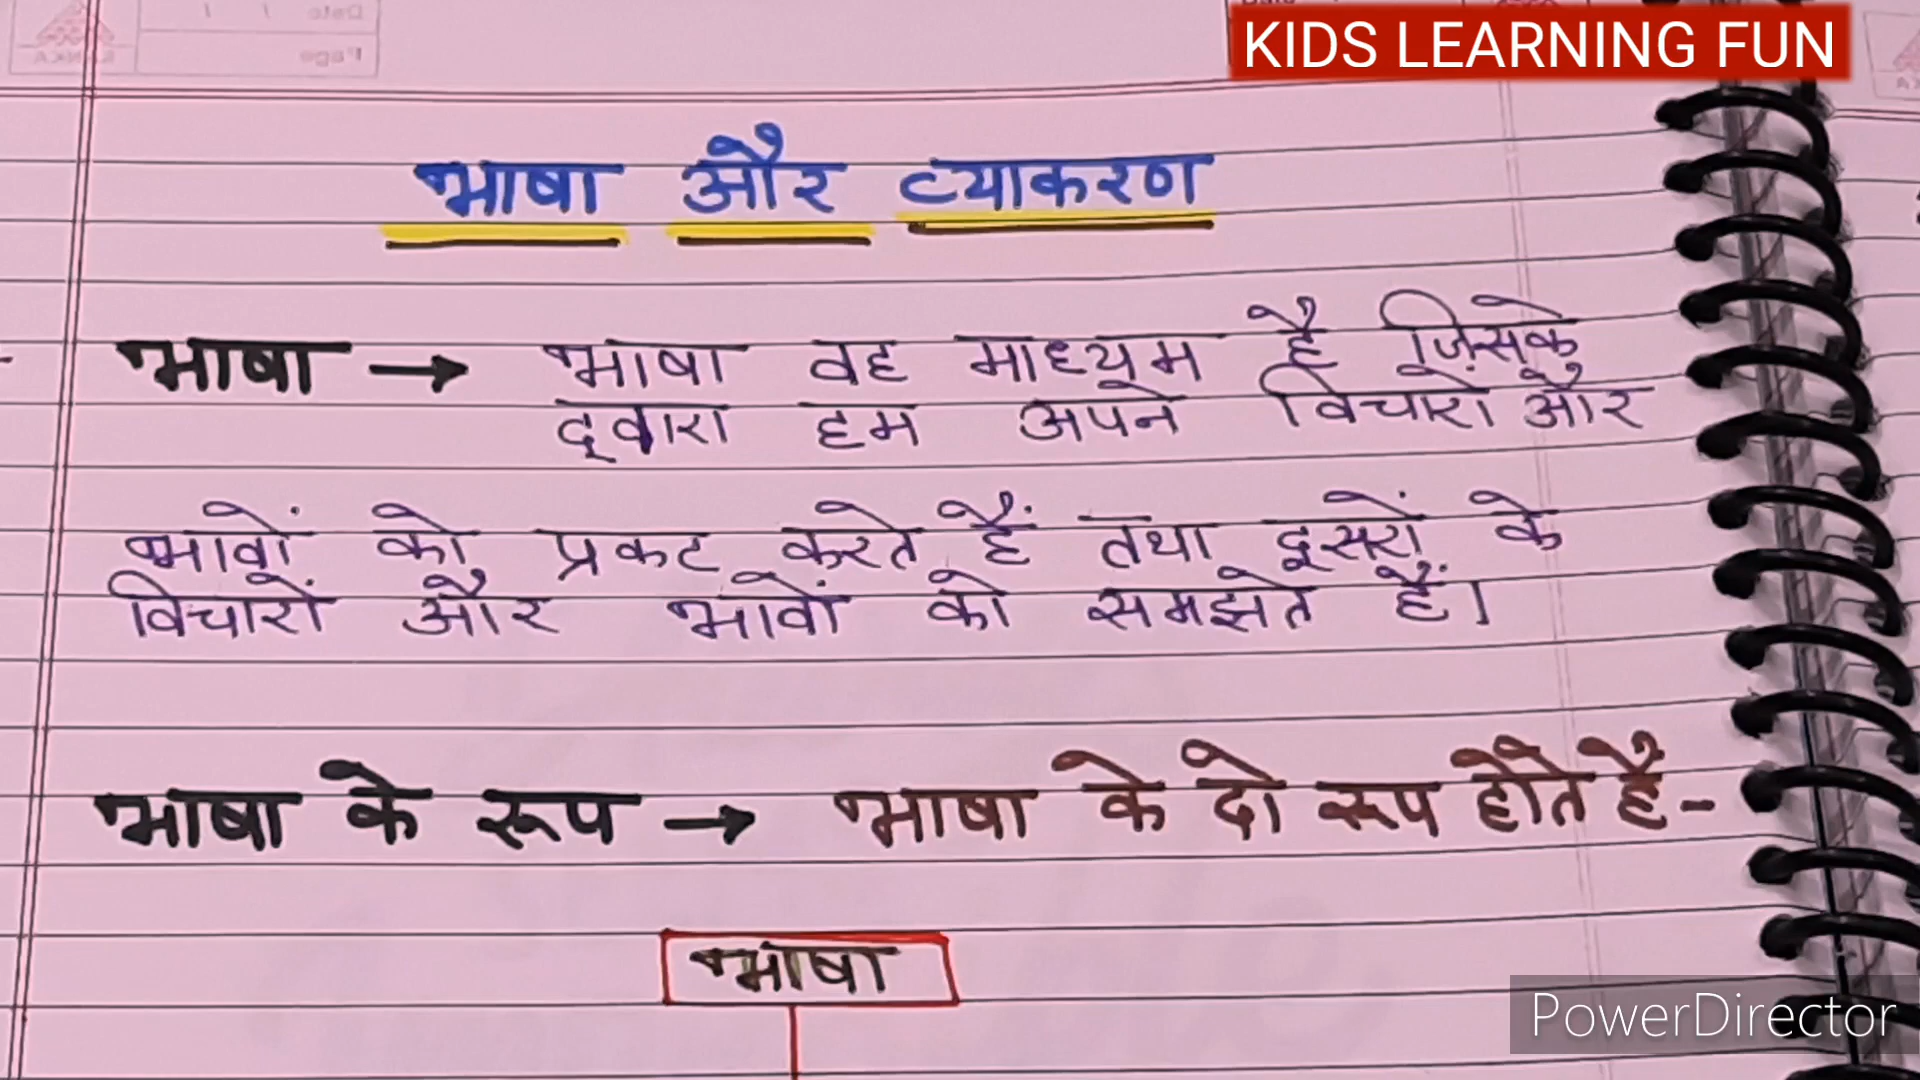 KIDS LEARNING FUN
भाषा और व्याकरण
भाषा → भाषा वह माध्यम है जिसके
द्वारा हम अपने विचारों और
भावों को प्रकट करते हैं तथा दूसरों के
विचारों और भावों को समझते हैं।
भाषा के रूप → भाषा के दो रूप होते है-
भाषा
PowerDirector